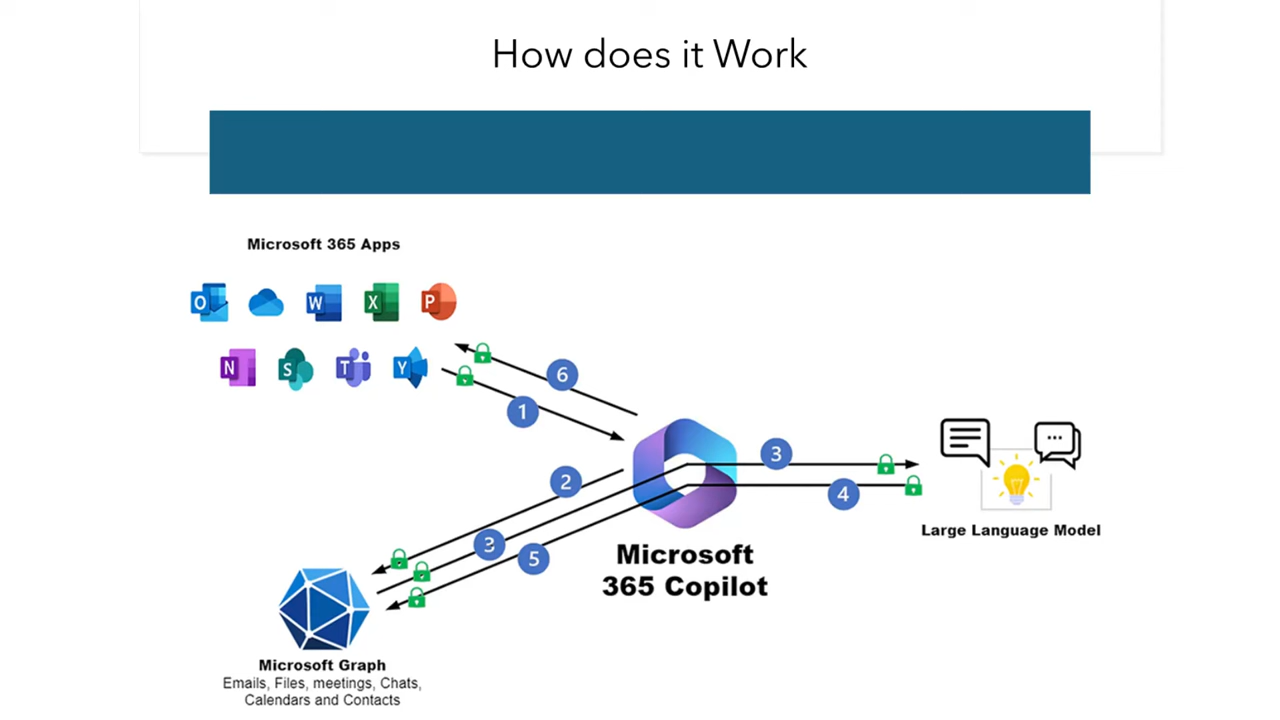 How does it Work
Microsoft 365 Apps
O W X P
N S T Y
6
1
2
3
3
4
5
Large Language Model
Microsoft
365 Copilot
Microsoft Graph
Emails, Files, meetings, Chats,
Calendars and Contacts